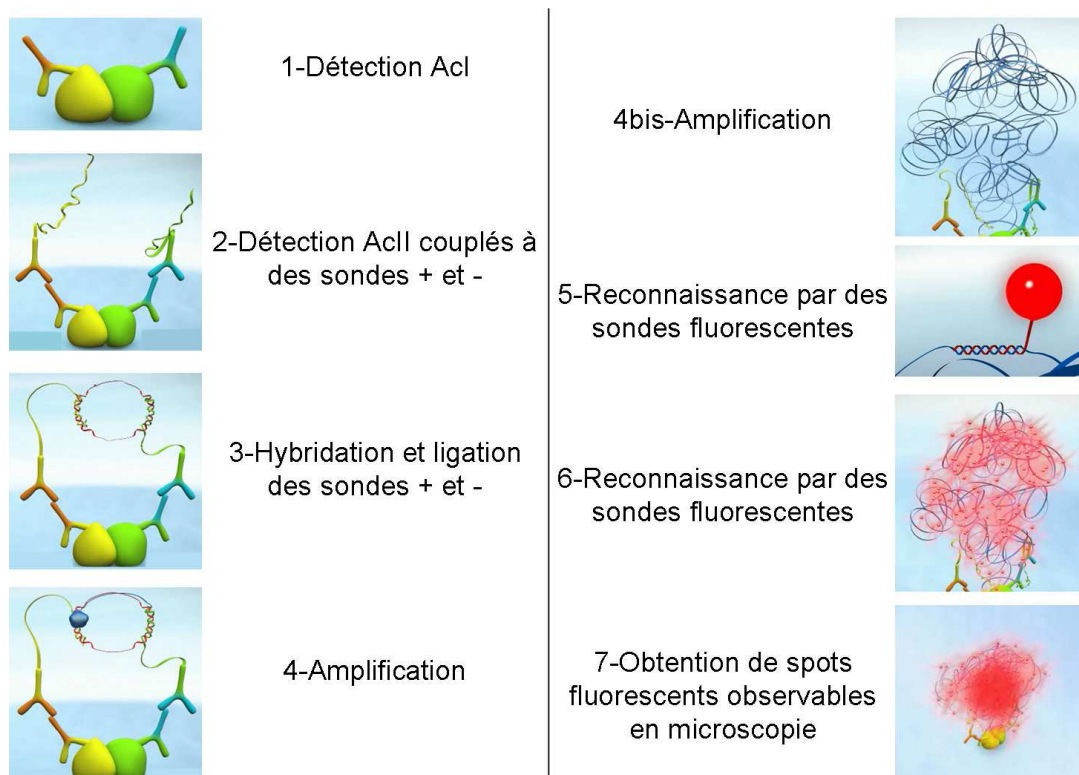 1-Détection AcI
2-Détection AcII couplés à
des sondes + et -
3-Hybridation et ligation
des sondes + et -
4-Amplification
4bis-Amplification
5-Reconnaissance par des
sondes fluorescentes
6-Reconnaissance par des
sondes fluorescentes
7-Obtention de spots
fluorescents observables
en microscopie